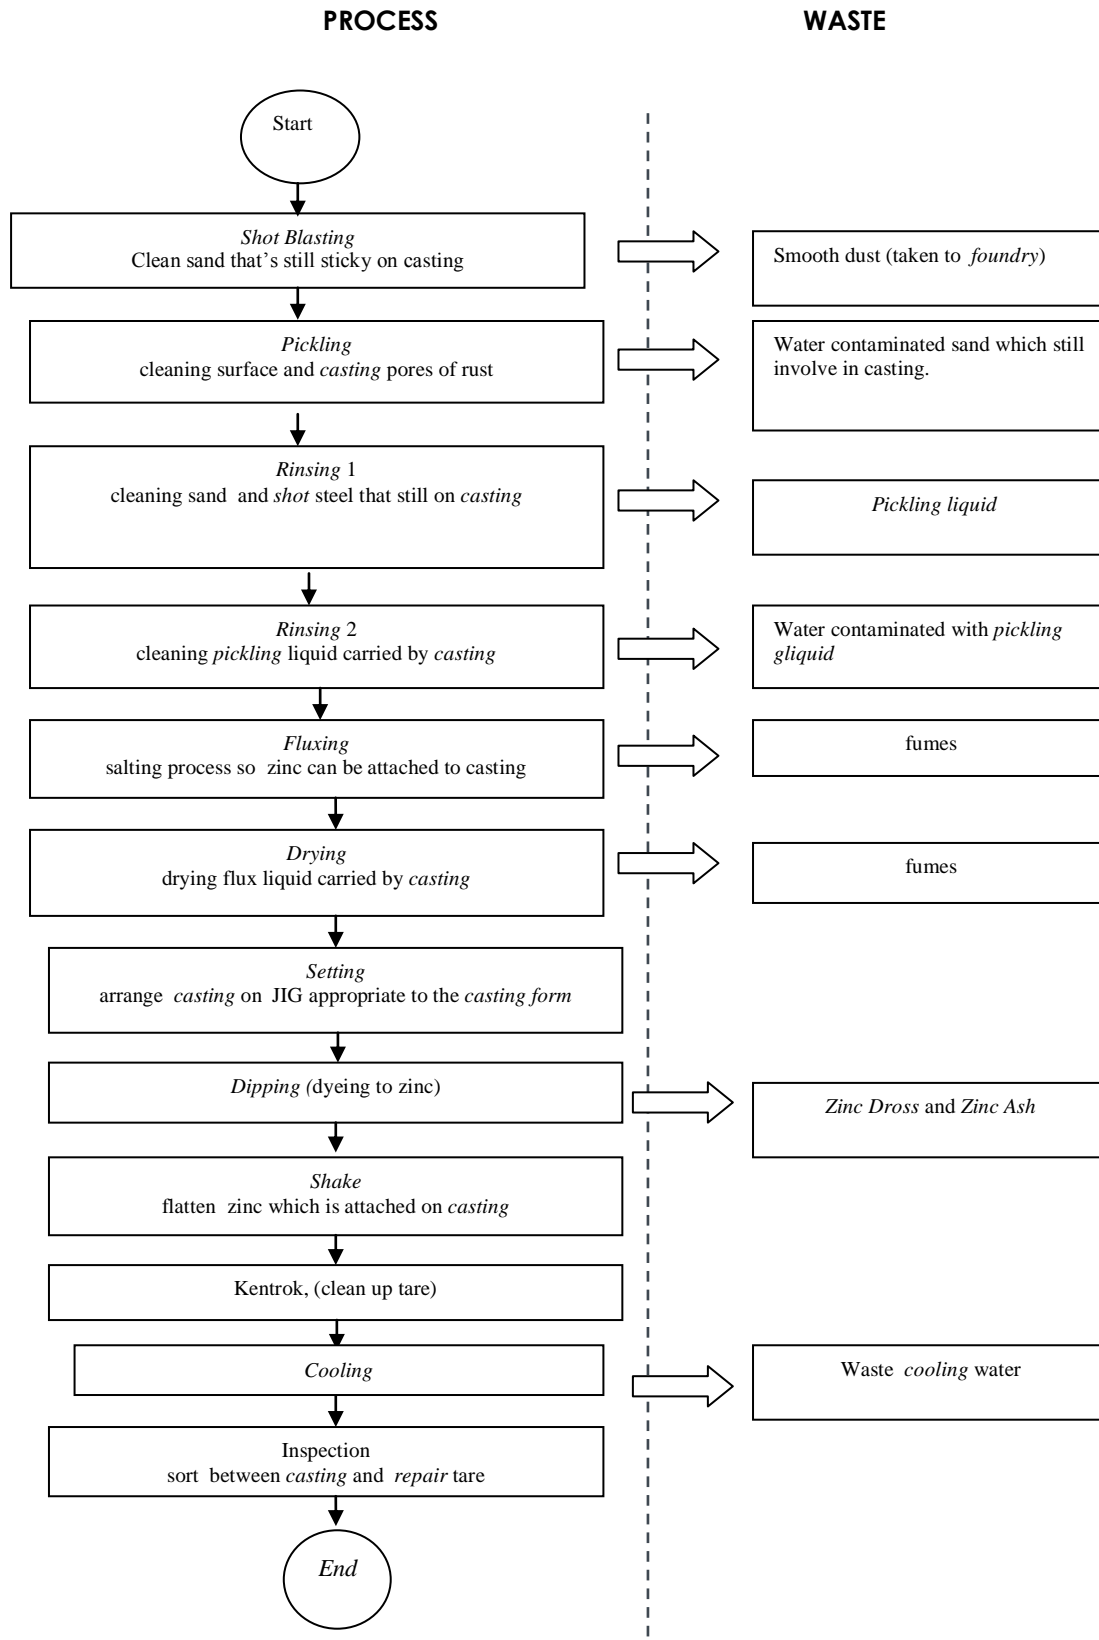 PROCESS
WASTE
Start
Shot Blasting
Clean sand that's still sticky on casting
Smooth dust (taken to foundry)
Pickling
cleaning surface and casting pores of rust
Water contaminated sand which still
involve in casting.
Rinsing 1
cleaning sand and shot steel that still on casting
Pickling liquid
Rinsing 2
cleaning pickling liquid carried by casting
Water contaminated with pickling
gliquid
Fluxing
salting process so zinc can be attached to casting
fumes
Drying
drying flux liquid carried by casting
fumes
Setting
arrange casting on JIG appropriate to the casting form
Dipping (dyeing to zinc)
Zinc Dross and Zinc Ash
Shake
flatten zinc which is attached on casting
Kentrok, (clean up tare)
Cooling
Waste cooling water
Inspection
sort between casting and repair tare
End